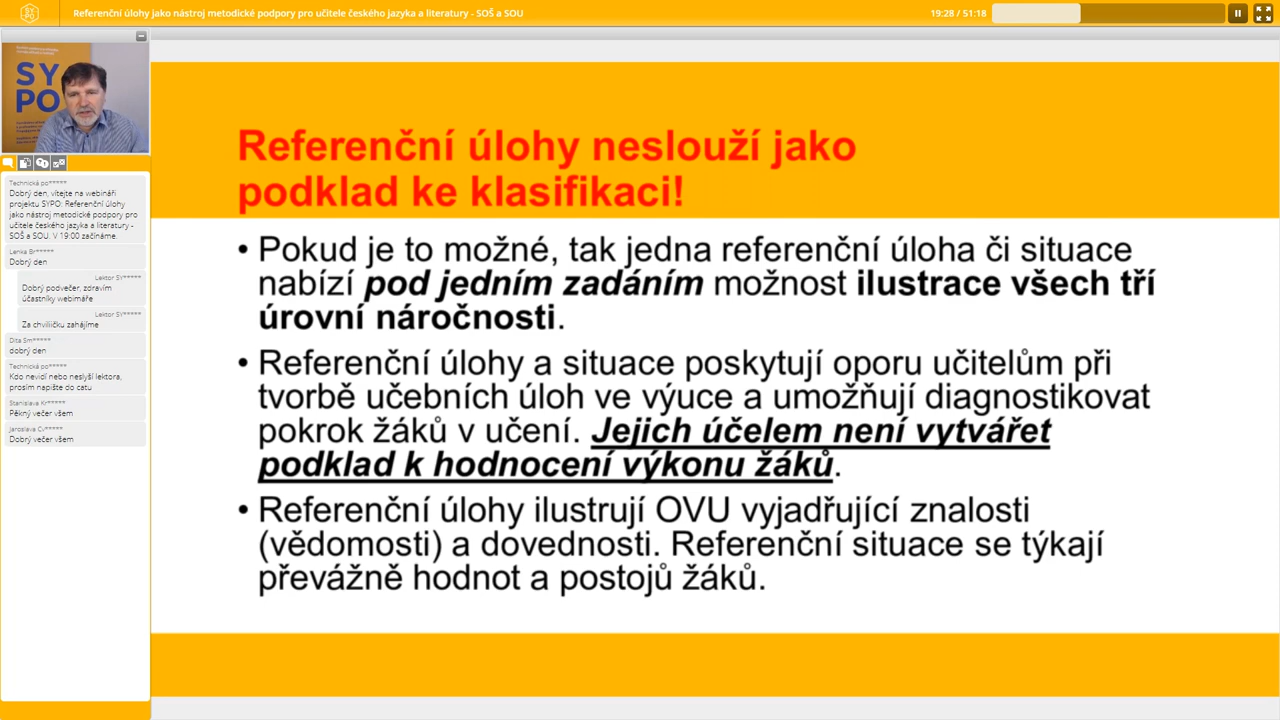 SY
PO
Referenční úlohy jako nástroj metodické podpory pro učitele českého jazyka a literatury - SOŠ a SOU
19:28 / 51:18
SY
PO
Technická po*****
Dobrý den, vítejte na webináři
projektu SYPO: Referenční úlohy
jako nástroj metodické podpory pro
učitele českého jazyka a literatury -
SOŠ a SOU. V 19:00 začínáme.
Lenka Br*****
Dobrý den
Lektor SY*****
Dobrý podvečer, zdravím
účastníky webimáře
Lektor SY*****
Za chviliičku zahájíme
Dita Sm*****
dobrý den
Technická po*****
Kdo nevidí nebo neslyší lektora,
prosím napište do catu
Stanislava Kr*****
Pěkný večer všem
Jaroslava Cv*****
Dobrý večer všem
Referenční úlohy neslouží jako
podklad ke klasifikaci!
• Pokud je to možné, tak jedna referenční úloha či situace
nabízí pod jedním zadáním možnost ilustrace všech tří
úrovní náročnosti.
• Referenční úlohy a situace poskytují oporu učitelům při
tvorbě učebních úloh ve výuce a umožňují diagnostikovat
pokrok žáků v učení. Jejich účelem není vytvářet
podklad k hodnocení výkonu žáků.
• Referenční úlohy ilustrují OVU vyjadřující znalosti
(vědomosti) a dovednosti. Referenční situace se týkají
převážně hodnot a postojů žáků.